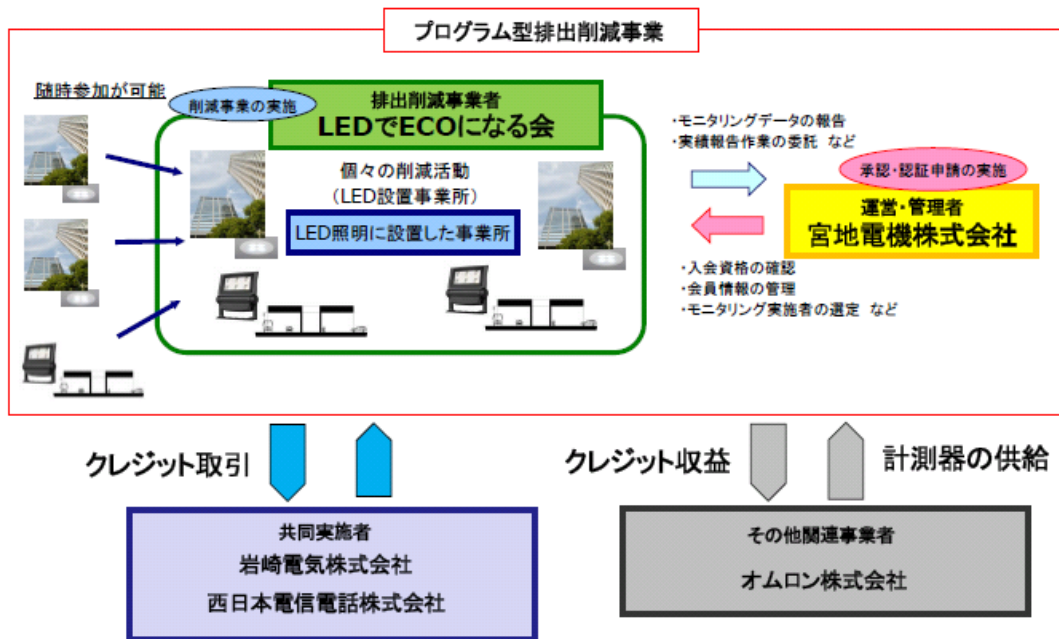 プログラム型排出削減事業
随時参加が可能
削減事業の実施
排出削減事業者
LEDでECOになる会
個々の削減活動
(LED設置事業所)
LED照明に設置した事業所
・モニタリングデータの報告
・実績報告作業の委託 など
承認・認証申請の実施
運営・管理者
宮地電機株式会社
・入会資格の確認
・会員情報の管理
・モニタリング実施者の選定 など
クレジット取引
クレジット収益
計測器の供給
共同実施者
岩崎電気株式会社
西日本電信電話株式会社
その他関連事業者
オムロン株式会社